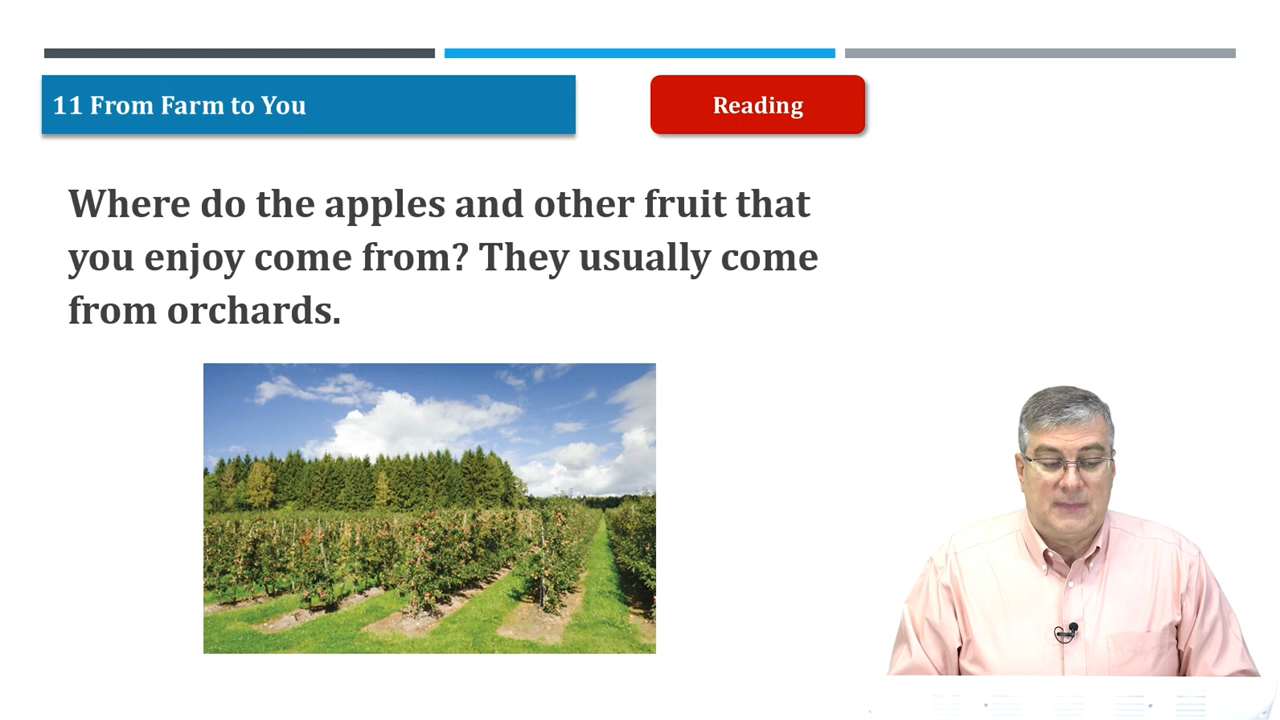 11 From Farm to You
Reading
Where do the apples and other fruit that
you enjoy come from? They usually come
from orchards.